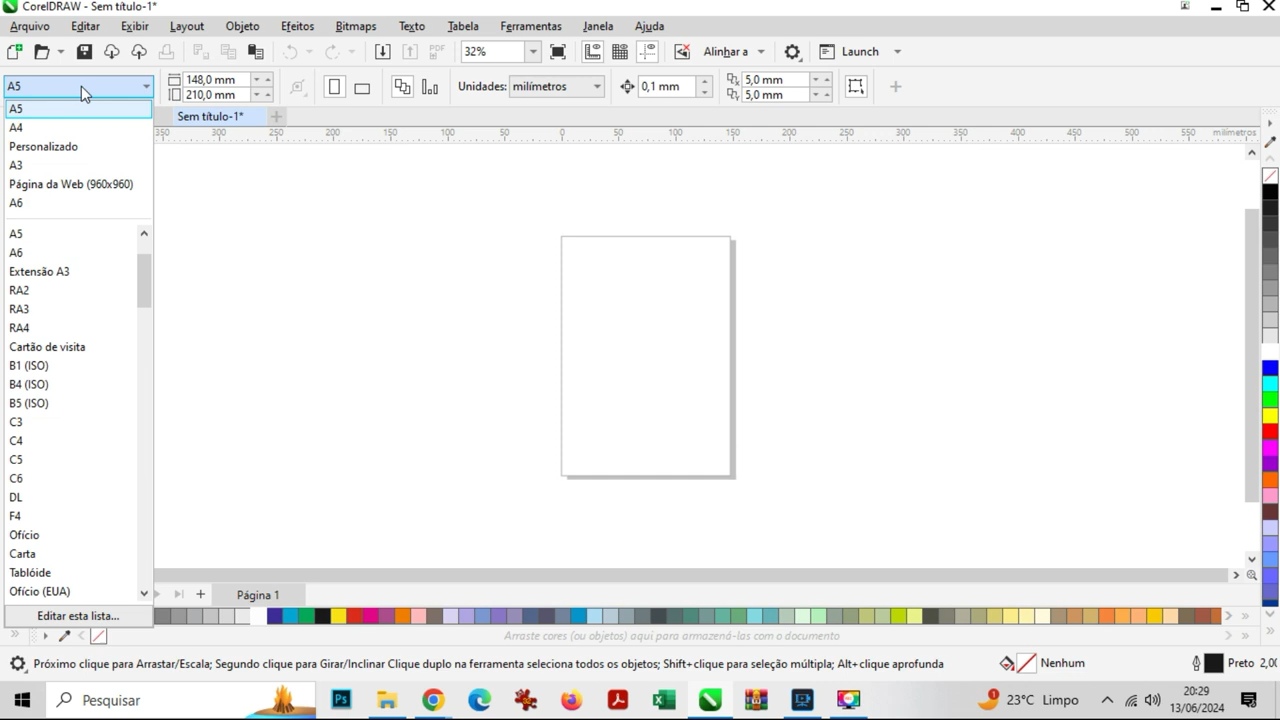 CorelDRAW - Sem título-1*
Arquivo Editar Exibir Layout Objeto Efeitos Bitmaps Texto Tabela Ferramentas Janela Ajuda
PDF 32% Alinhar a Launch
A5 148,0 mm 210,0 mm Unidades: milímetros 0,1 mm 5,0 mm 5,0 mm
Sem título-1*
350 300 250 200 150 100 50 0 50 100 150 200 250 300 350 400 450 500 550 milímetros
A5
A4
Personalizado
A3
Página da Web (960x960)
A6
A5
A6
Extensão A3
RA2
RA3
RA4
Cartão de visita
B1 (ISO)
B4 (ISO)
B5 (ISO)
C3
C4
C5
C6
DL
F4
Ofício
Carta
Tablóide
Ofício (EUA)
Editar esta lista...
Página 1
Arraste cores (ou objetos) aqui para armazená-las com o documento
Próximo clique para Arrastar/Escala; Segundo clique para Girar/Inclinar Clique duplo na ferramenta seleciona todos os objetos; Shift+clique para seleção múltipla; Alt+clique aprofunda Nenhum Preto 2,00
Pesquisar Ps 23°C Limpo 20:29
13/06/2024